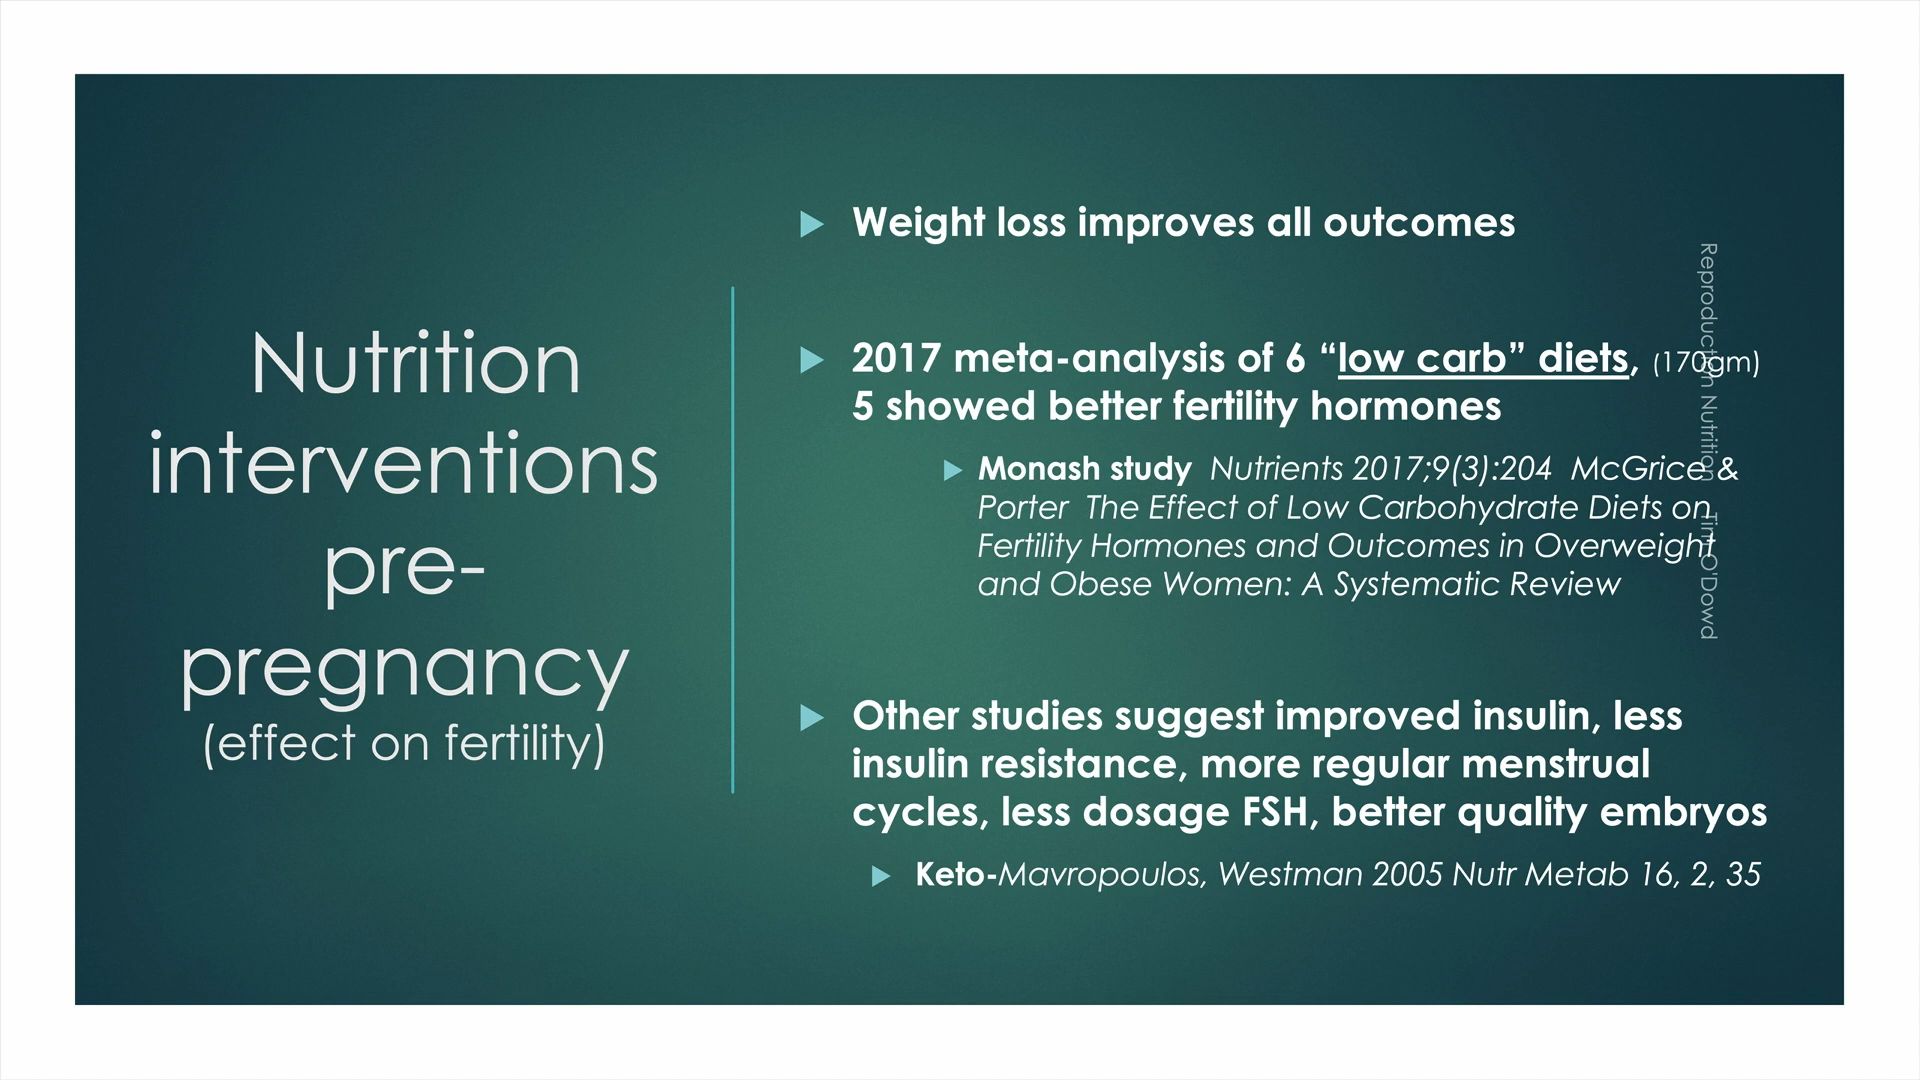 Nutrition
interventions
pre-
pregnancy
(effect on fertility)
Weight loss improves all outcomes
2017 meta-analysis of 6 “low carb” diets, (170gm)
5 showed better fertility hormones
Monash study Nutrients 2017;9(3):204 McGrice &
Porter The Effect of Low Carbohydrate Diets on
Fertility Hormones and Outcomes in Overweight
and Obese Women: A Systematic Review
Other studies suggest improved insulin, less
insulin resistance, more regular menstrual
cycles, less dosage FSH, better quality embryos
Keto-Mavropoulos, Westman 2005 Nutr Metab 16, 2, 35
Reproduction Nutrition Tim O'Dowd